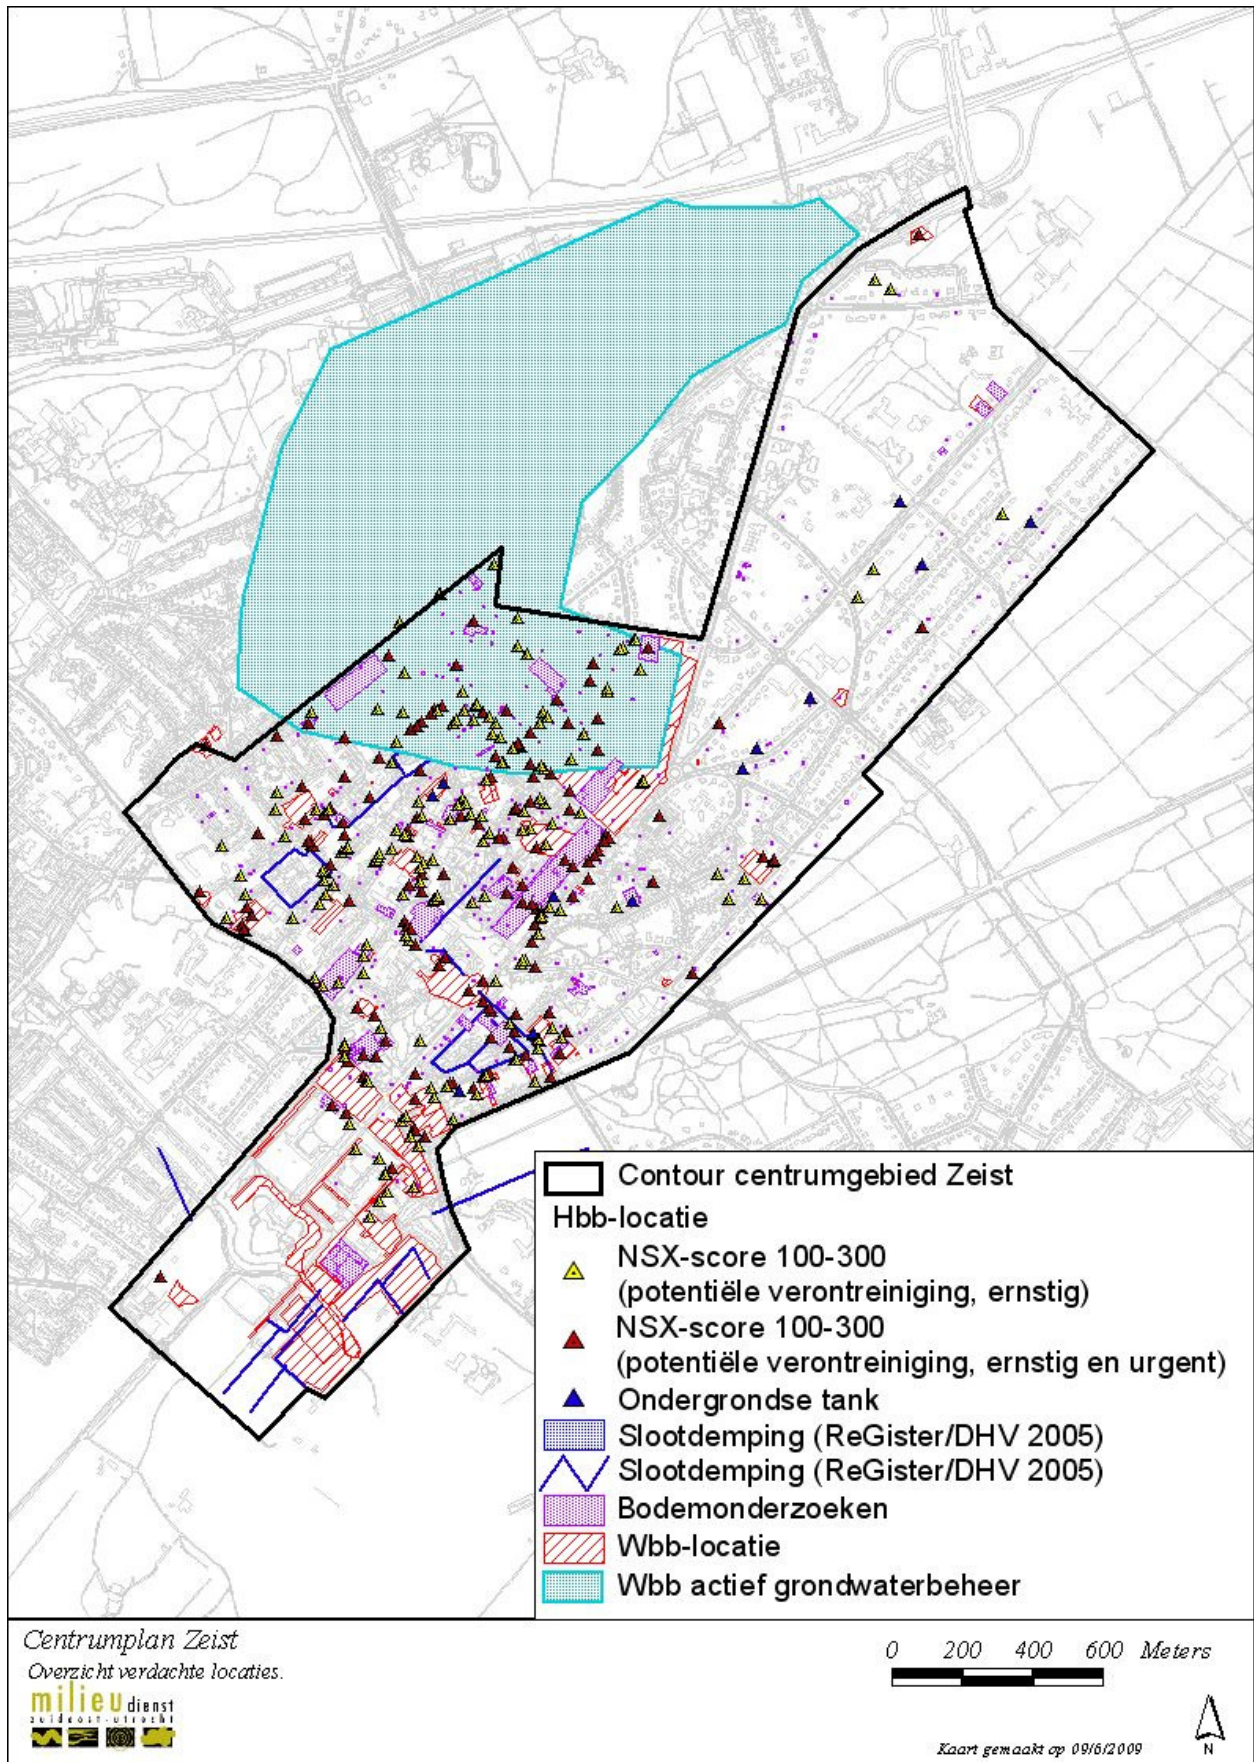 Contour centrumgebied Zeist
Hbb-locatie
NSX-score 100-300
(potentiële verontreiniging, ernstig)
NSX-score 100-300
(potentiële verontreiniging, ernstig en urgent)
Ondergrondse tank
Slootdemping (ReGister/DHV 2005)
Slootdemping (ReGister/DHV 2005)
Bodemonderzoeken
Wbb-locatie
Wbb actief grondwaterbeheer
Centrumplan Zeist
Overzicht verdachte locaties.
milieu dienst
zuidoost-utrecht
0 200 400 600 Meters
Kaart gemaakt op 09/6/2009
N